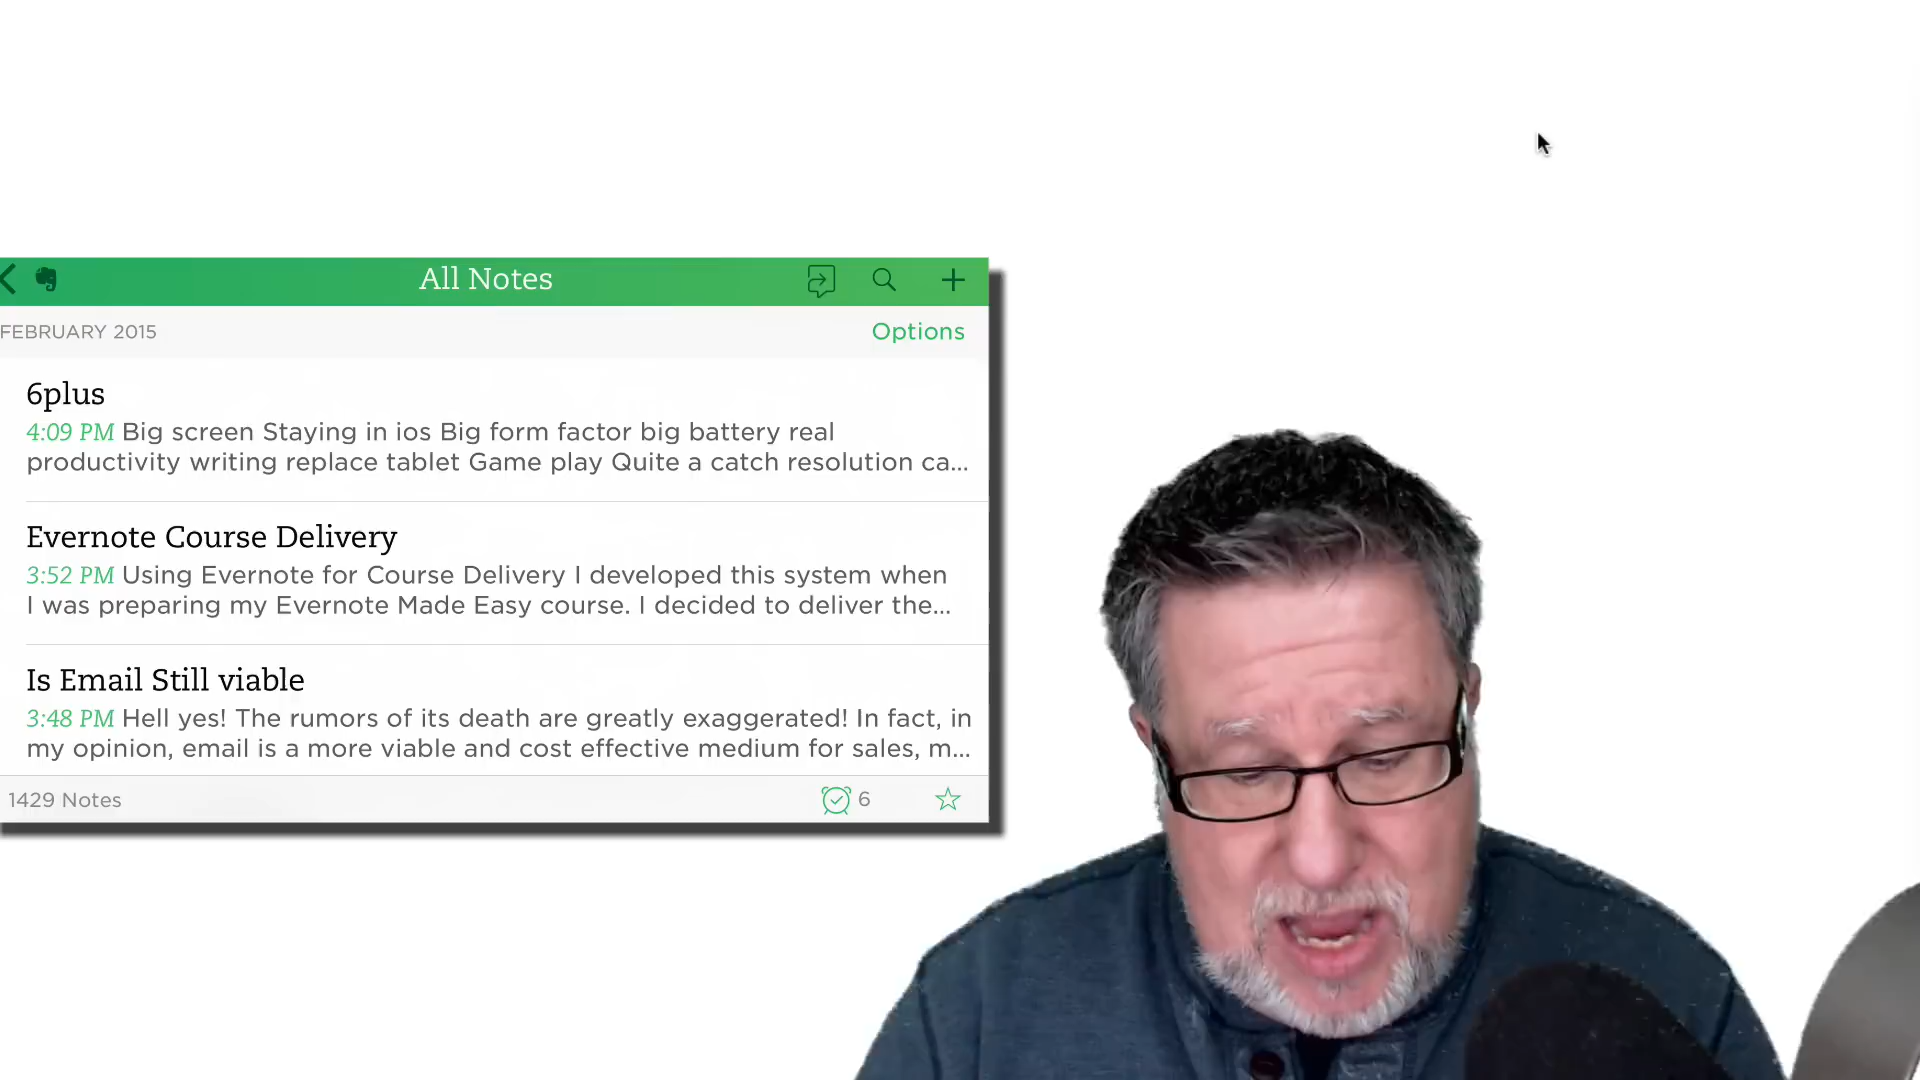 All Notes
FEBRUARY 2015
Options
6plus
4:09 PM Big screen Staying in ios Big form factor big battery real
productivity writing replace tablet Game play Quite a catch resolution ca...
Evernote Course Delivery
3:52 PM Using Evernote for Course Delivery I developed this system when
I was preparing my Evernote Made Easy course. I decided to deliver the...
Is Email Still viable
3:48 PM Hell yes! The rumors of its death are greatly exaggerated! In fact, in
my opinion, email is a more viable and cost effective medium for sales, m...
1429 Notes
6